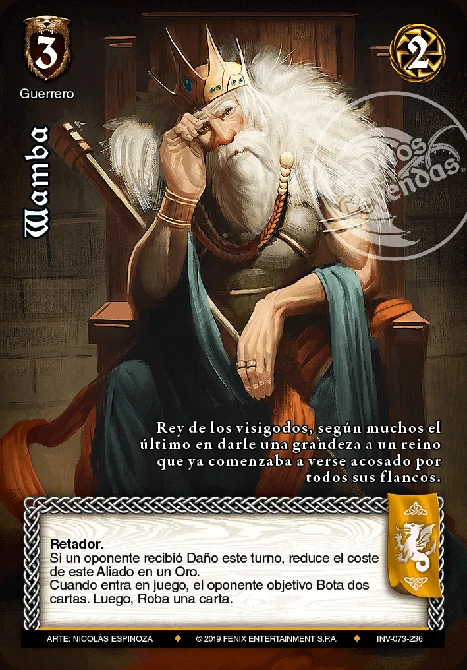 3
2
Guerrero
Wamba
Rey de los visigodos, según muchos el
último en darle una grandeza a un reino
que ya comenzaba a verse acosado por
todos sus flancos.
Retador.
Si un oponente recibió Daño este turno, reduce el coste
de este Aliado en un Oro.
Cuando entra en juego, el oponente objetivo Bota dos
cartas. Luego, Roba una carta.
ARTE: NICOLÁS ESPINOZA ♦ © 2019 FENIX ENTERTAINMENT S.P.A. ♦ INV-073-236